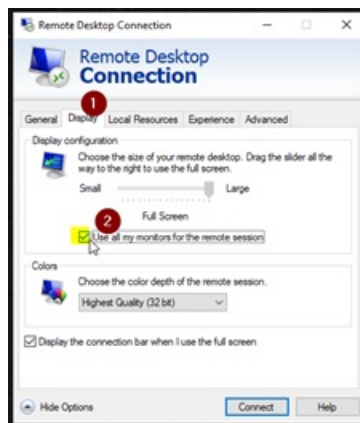 Remote Desktop Connection
Remote Desktop
Connection
1
General Display Local Resources Experience Advanced
Display configuration
Choose the size of your remote desktop. Drag the slider all the
way to the right to use the full screen.
Small Large
Full Screen
2
Use all my monitors for the remote session
Colors
Choose the color depth of the remote session.
Highest Quality (32 bit)
Display the connection bar when I use the full screen
Hide Options Connect Help